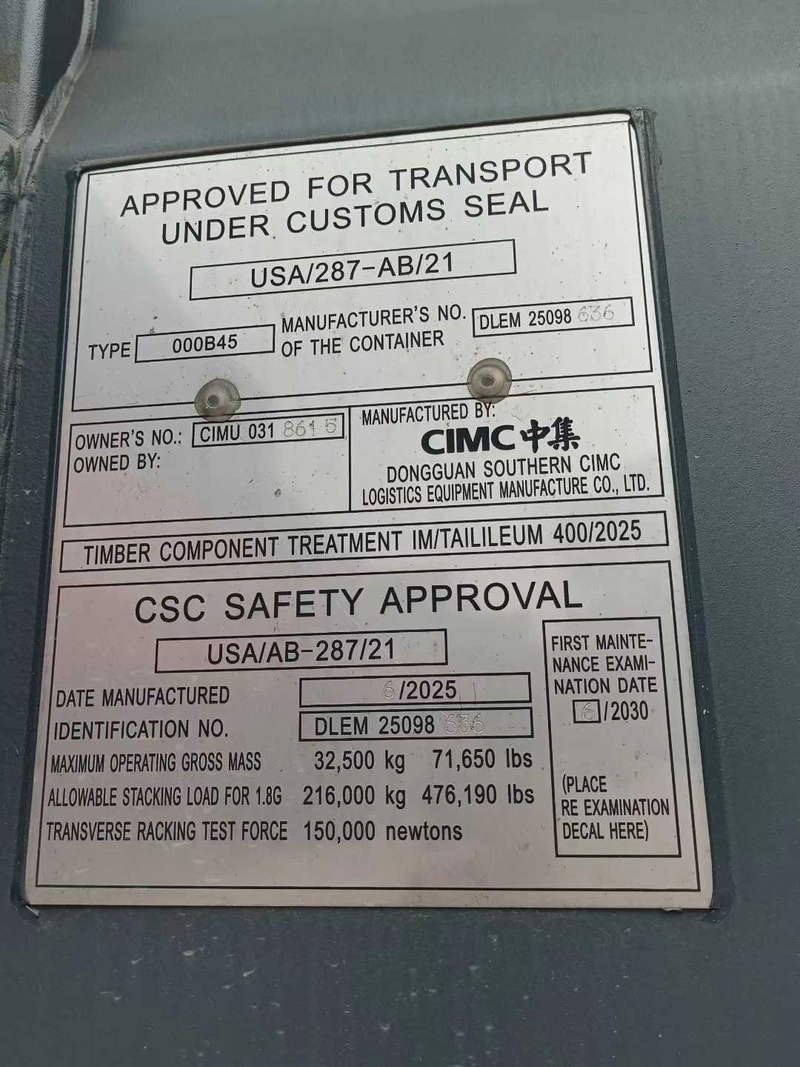 APPROVED FOR TRANSPORT
UNDER CUSTOMS SEAL
USA/287-AB/21
TYPE 000B45
MANUFACTURER'S NO.
OF THE CONTAINER
DLEM 25098 636
OWNER'S NO.: CIMU 031 861 5
OWNED BY:
MANUFACTURED BY:
CIMC中集
DONGGUAN SOUTHERN CIMC
LOGISTICS EQUIPMENT MANUFACTURE CO., LTD.
TIMBER COMPONENT TREATMENT IM/TAILILEUM 400/2025
CSC SAFETY APPROVAL
USA/AB-287/21
DATE MANUFACTURED 6/2025
IDENTIFICATION NO. DLEM 25098 636
MAXIMUM OPERATING GROSS MASS 32,500 kg 71,650 lbs
ALLOWABLE STACKING LOAD FOR 1.8G 216,000 kg 476,190 lbs
TRANSVERSE RACKING TEST FORCE 150,000 newtons
FIRST MAINTE-
NANCE EXAMI-
NATION DATE
6/2030
(PLACE
RE EXAMINATION
DECAL HERE)